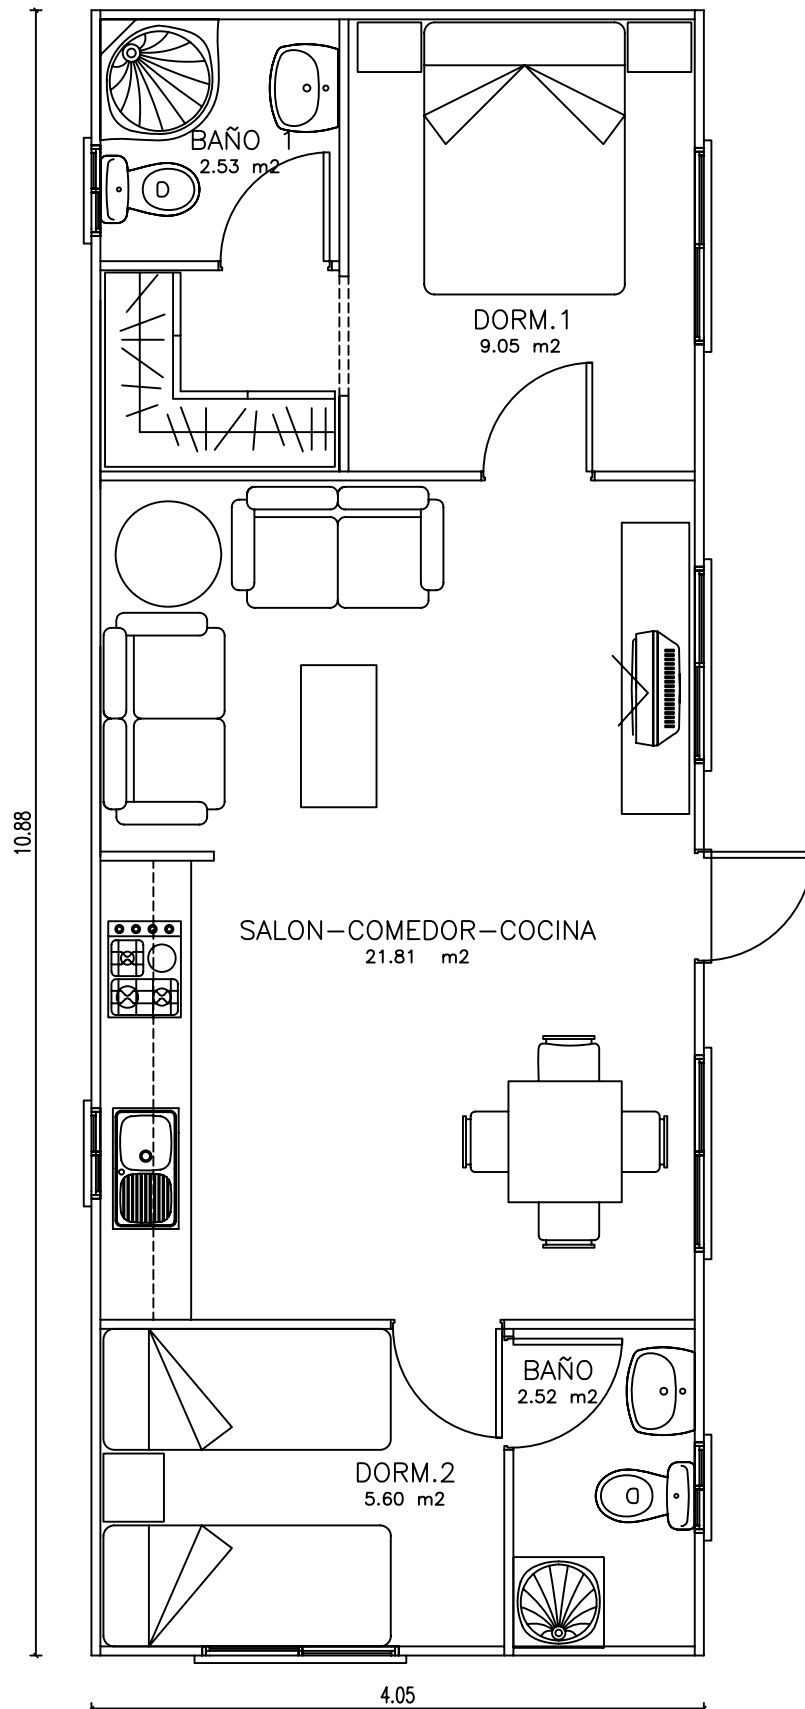 BAÑO 1
2.53 m2
D
DORM.1
9.05 m2
10.88
SALON-COMEDOR-COCINA
21.81 m2
BAÑO
2.52 m2
DORM.2
5.60 m2
D
4.05